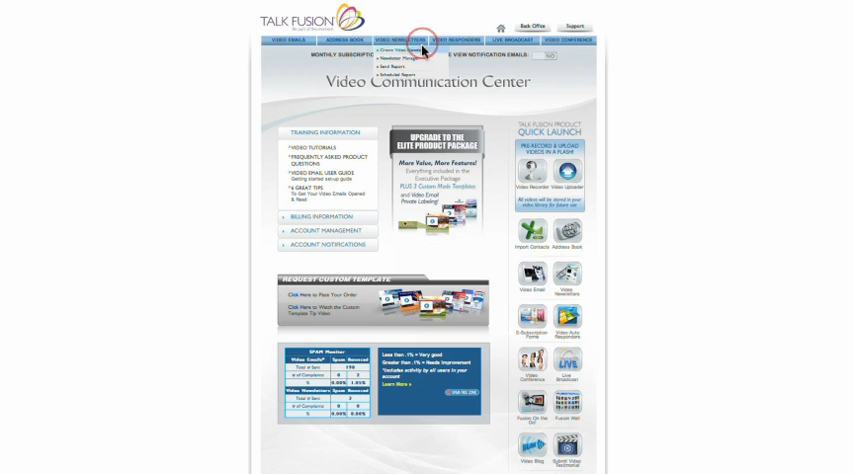 TALK FUSION
Back Office
Support
VIDEO EMAILS
ADDRESS BOOK
VIDEO NEWSLETTERS
VIDEO RESPONDERS
LIVE BROADCAST
VIDEO CONFERENCE
Create Video
Newsletter Manager
Sent Report
Scheduled Report
MONTHLY SUBSCRIPTIO
E VIEW NOTIFICATION EMAILS:
NO
Video Communication Center
TRAINING INFORMATION
*VIDEO TUTORIALS
*FREQUENTLY ASKED PRODUCT
QUESTIONS
*VIDEO EMAIL USER GUIDE
Getting started set-up guide
*6 GREAT TIPS
To Get Your Video Emails Opened
& Read
BILLING INFORMATION
ACCOUNT MANAGEMENT
ACCOUNT NOTIFICATIONS
UPGRADE TO THE
ELITE PRODUCT PACKAGE
More Value, More Features!
Everything included in the
Executive Package
PLUS 3 Custom Made Templates
and Video Email
Private Labeling!
TALK FUSION PRODUCT
QUICK LAUNCH
PRE-RECORD & UPLOAD
VIDEOS IN A FLASH!
Video Recorder
Video Uploader
All videos will be stored in your
video library for future use
Import Contacts
Address Book
Video Email
Video
Newsletters
E-Subscription
Forms
Video Auto
Responders
Video
Conference
Live
Broadcast
Fusion On the
Go!
Fusion Wall
Video Blog
Submit Video
Testimonial
REQUEST CUSTOM TEMPLATE
Click Here to Place Your Order
Click Here to Watch the Custom
Template Tip Video
SPAM Monitor
Video Emails* Spam Bounced
Total # Sent 190
# of Complaints 0 2
% 0.00% 1.05%
Video Newsletters Spam Bounced
Total # Sent 2
# of Complaints 0 0
% 0.00% 0.00%
Less than .1% = Very good
Greater than .1% = Needs Improvement
*Includes activity by all users in your
account
Learn More »